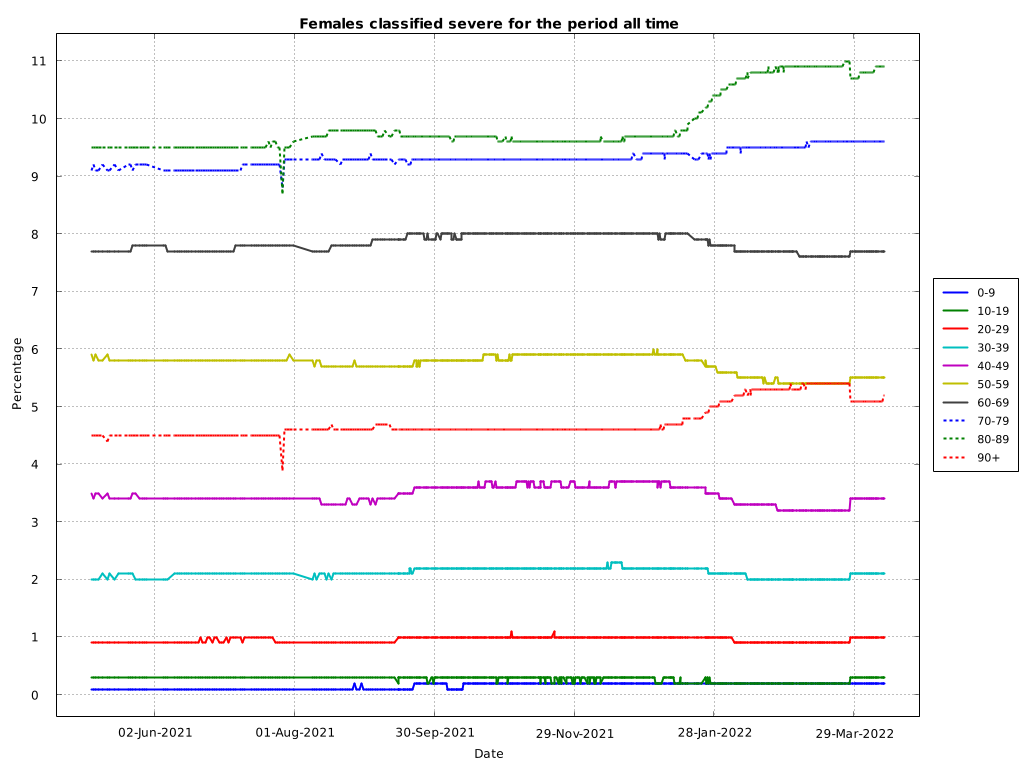 Females classified severe for the period all time
11
10
9
8
7
6
5
4
3
2
1
0
Percentage
02-Jun-2021
01-Aug-2021
30-Sep-2021
29-Nov-2021
28-Jan-2022
29-Mar-2022
Date
0-9
10-19
20-29
30-39
40-49
50-59
60-69
70-79
80-89
90+